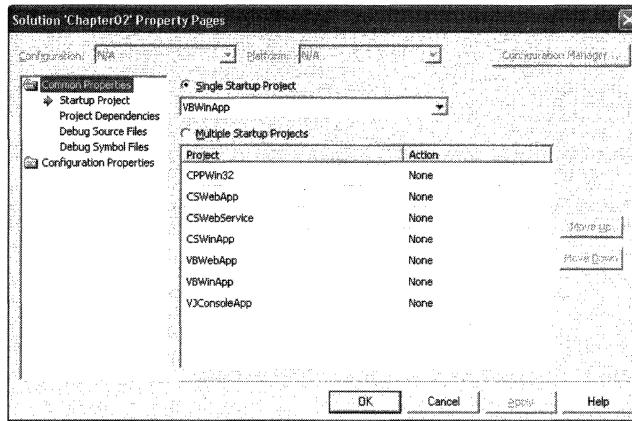 Solution 'Chapter02' Property Pages
Configuration: N/A Platform: N/A Configuration Manager...
Common Properties
Startup Project
Project Dependencies
Debug Source Files
Debug Symbol Files
Configuration Properties
Single Startup Project
VBWinApp
Multiple Startup Projects
Project Action
CPPWin32 None
CSWebApp None
CSWebService None
CSWinApp None
VBWebApp None
VBWinApp None
VJConsoleApp None
Move Up
Move Down
OK Cancel Apply Help